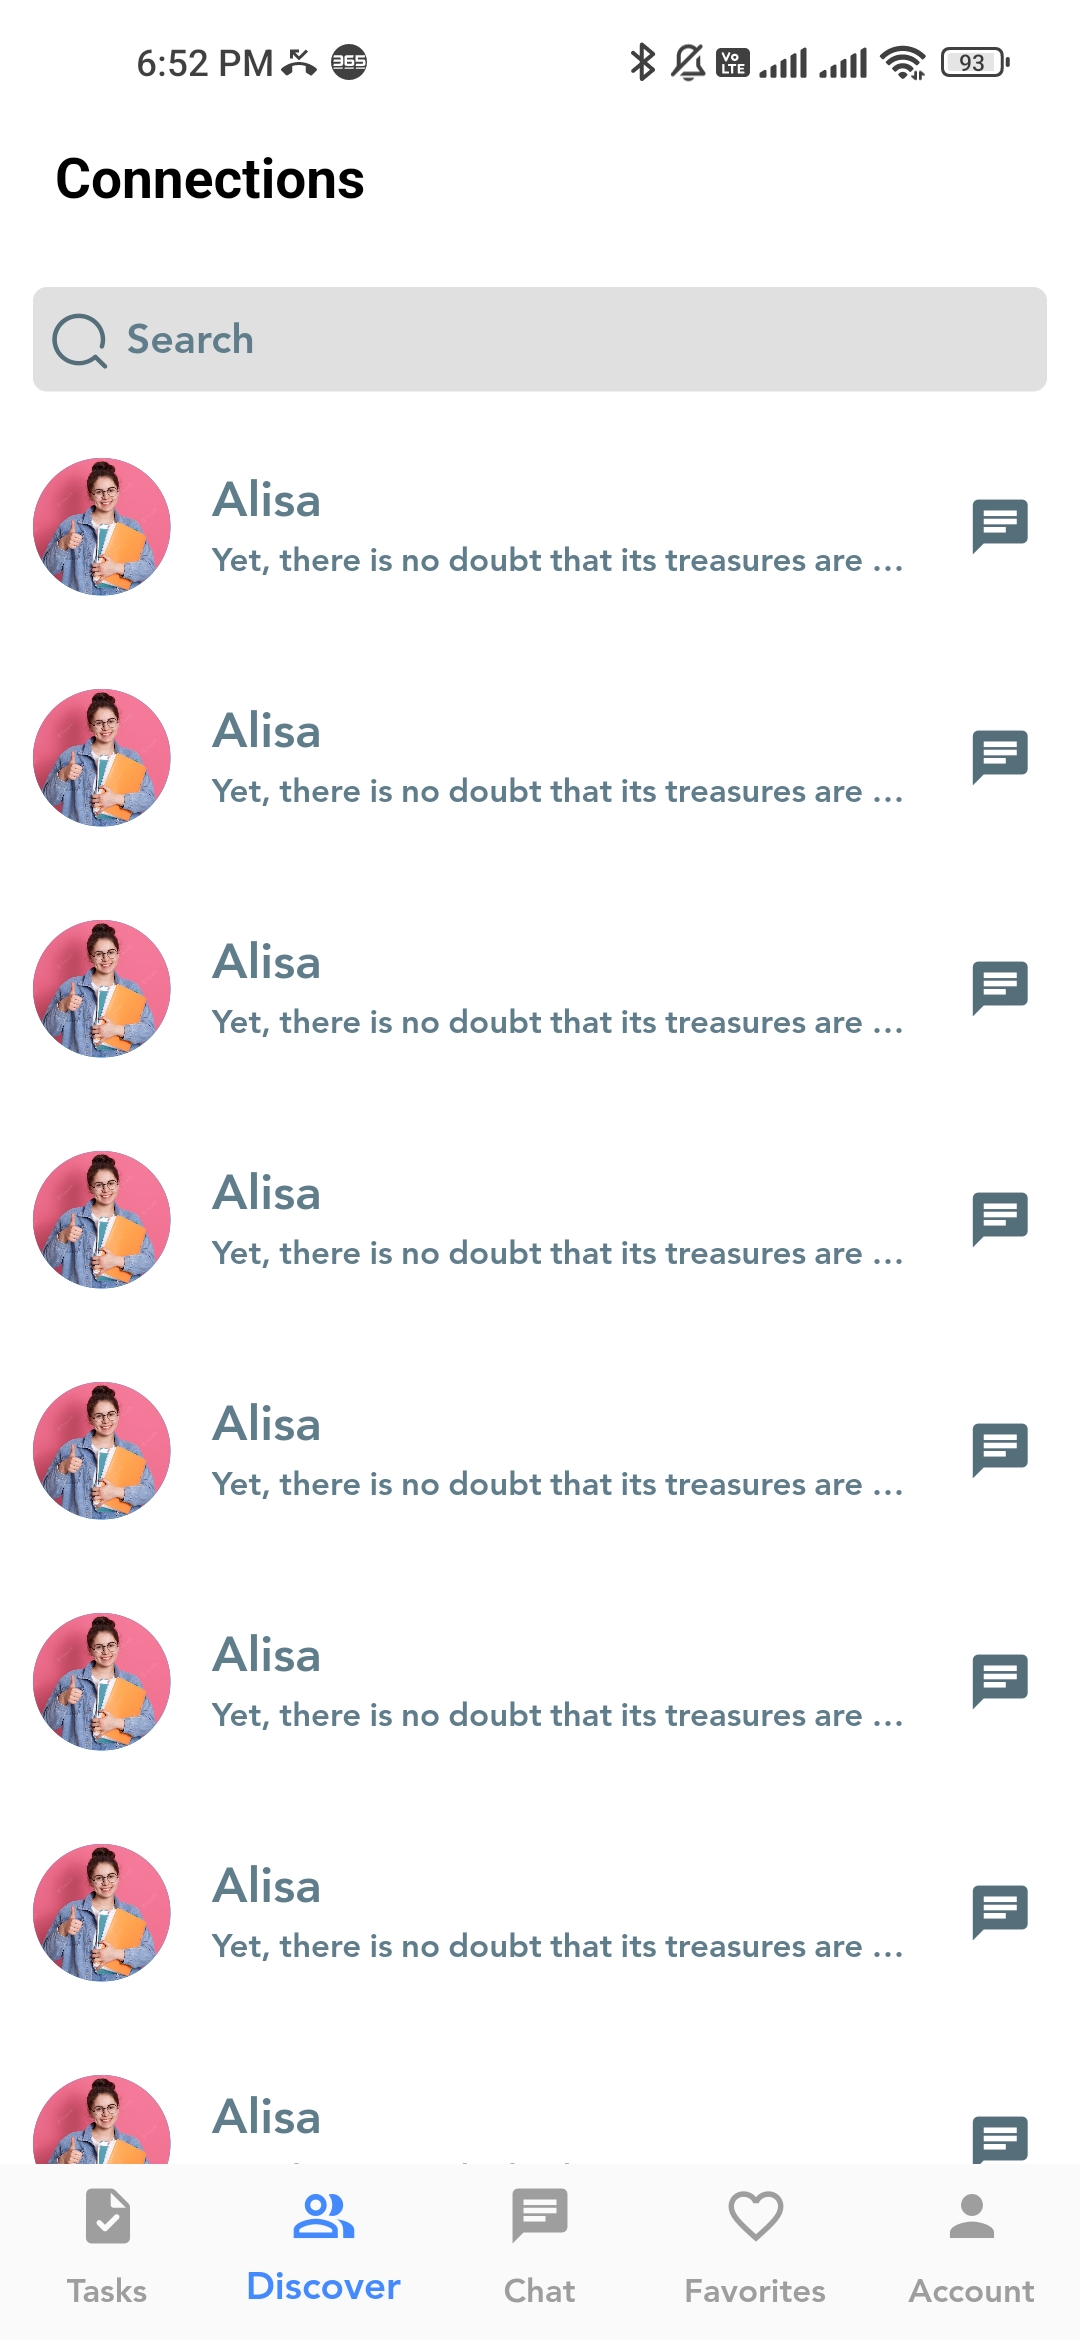 6:52 PM 365 Vo LTE 93
Connections
Search
Alisa
Yet, there is no doubt that its treasures are ...
Alisa
Yet, there is no doubt that its treasures are ...
Alisa
Yet, there is no doubt that its treasures are ...
Alisa
Yet, there is no doubt that its treasures are ...
Alisa
Yet, there is no doubt that its treasures are ...
Alisa
Yet, there is no doubt that its treasures are ...
Alisa
Yet, there is no doubt that its treasures are ...
Alisa
Tasks Discover Chat Favorites Account